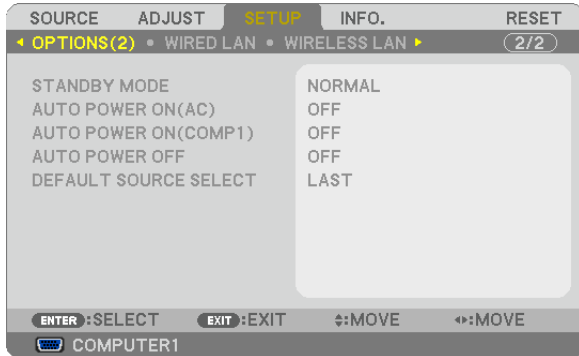 SOURCE ADJUST SETUP INFO. RESET
OPTIONS(2) • WIRED LAN • WIRELESS LAN 2/2
STANDBY MODE NORMAL
AUTO POWER ON(AC) OFF
AUTO POWER ON(COMP1) OFF
AUTO POWER OFF OFF
DEFAULT SOURCE SELECT LAST
ENTER :SELECT EXIT :EXIT :MOVE :MOVE
COMPUTER1